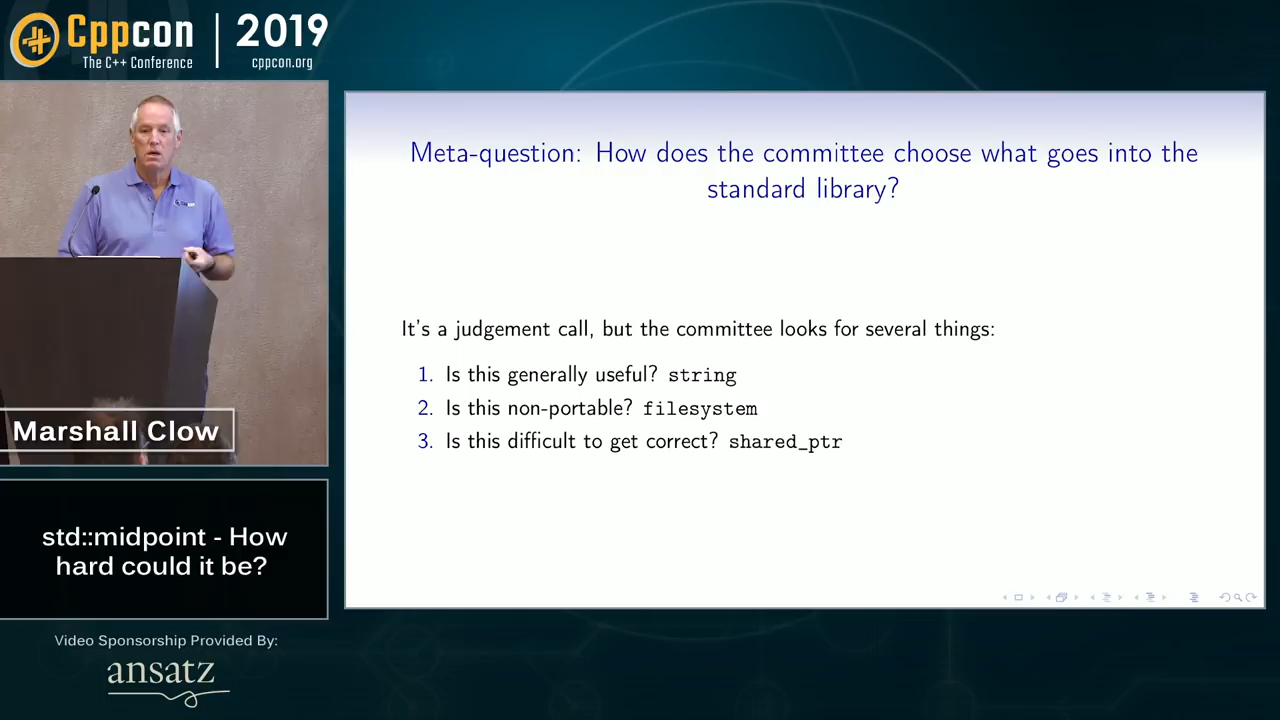 Cppcon | 2019
The C++ Conference cppcon.org
Meta-question: How does the committee choose what goes into the
standard library?
It's a judgement call, but the committee looks for several things:
1. Is this generally useful? string
2. Is this non-portable? filesystem
3. Is this difficult to get correct? shared_ptr
Marshall Clow
std::midpoint - How
hard could it be?
Video Sponsorship Provided By:
ansatz